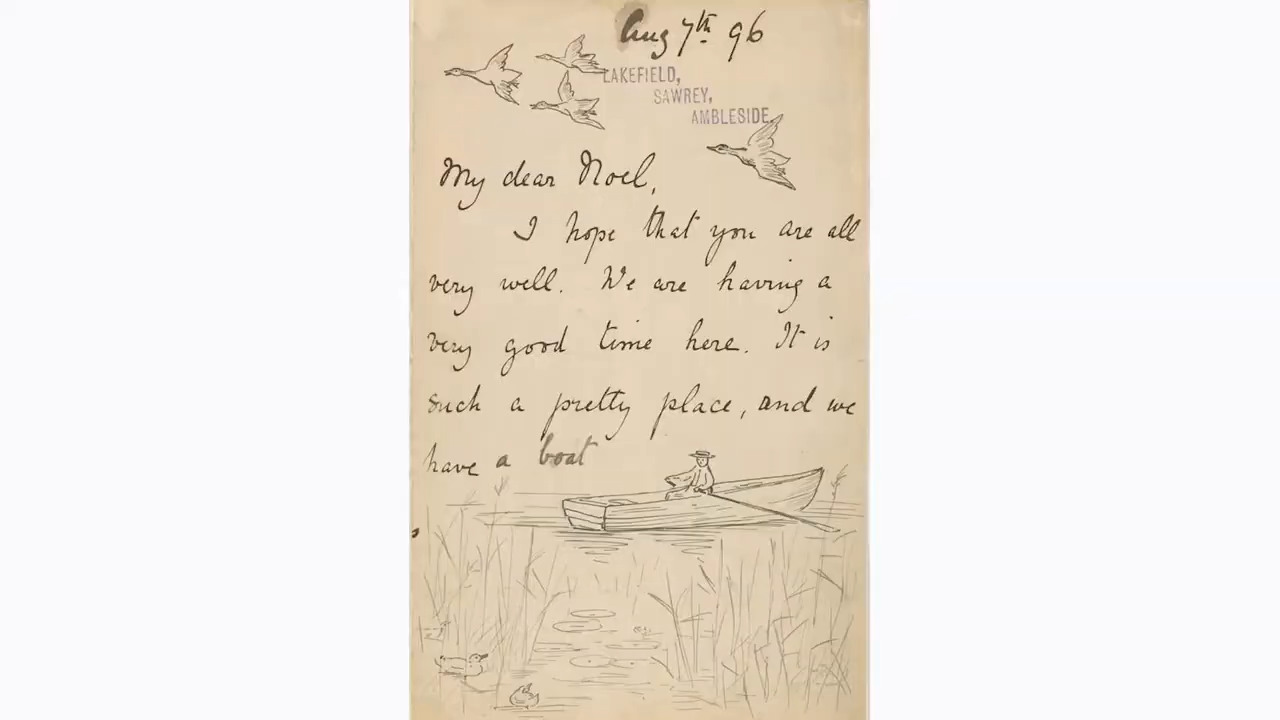 Aug 7th 96
LAKEFIELD,
SAWREY,
AMBLESIDE.
My dear Noel,
I hope that you are all
very well. We are having a
very good time here. It is
such a pretty place, and we
have a boat